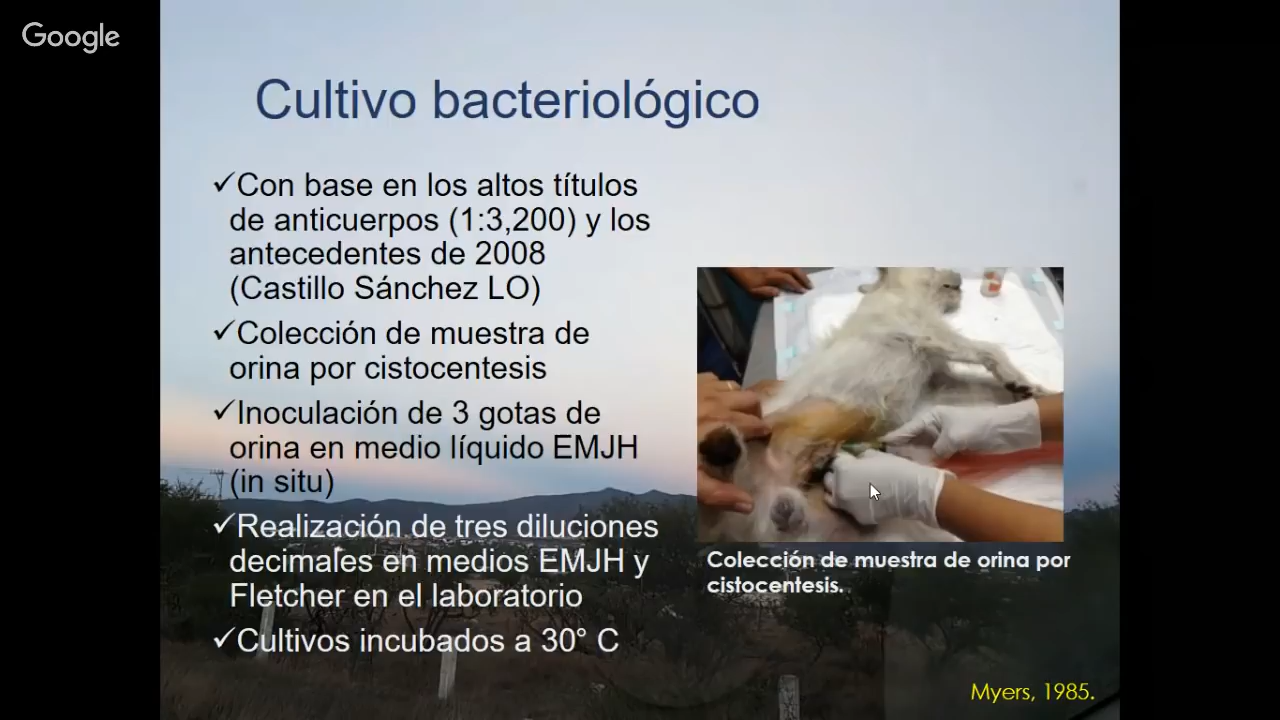 Google
Cultivo bacteriológico
✓Con base en los altos títulos
de anticuerpos (1:3,200) y los
antecedentes de 2008
(Castillo Sánchez LO)
✓Colección de muestra de
orina por cistocentesis
✓Inoculación de 3 gotas de
orina en medio líquido EMJH
(in situ)
✓Realización de tres diluciones
decimales en medios EMJH y
Fletcher en el laboratorio
✓Cultivos incubados a 30° C
Colección de muestra de orina por
cistocentesis.
Myers, 1985.